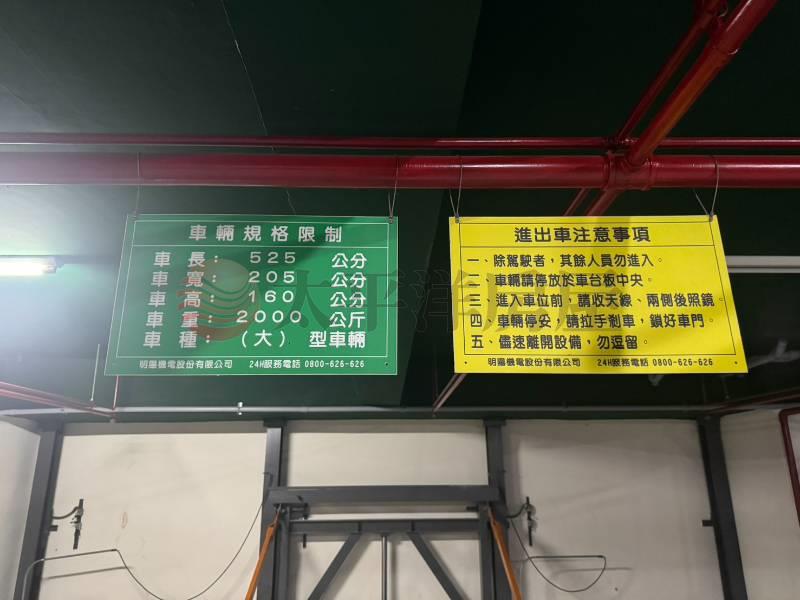 車輛規格限制
車長：525 公分
車寬：205 公分
車高：160 公分
車重：2000 公斤
車種：（大）型車輛
明陽機電股份有限公司 24H服務電話 0800-626-626
進出車注意事項
一、除駕駛者，其餘人員勿進入。
車輛請停放於車台板中央。
三、進入車位前，請收天線、兩側後照鏡。
四、車輛停妥，請拉手剎車，鎖好車門。
五、儘速離開設備，勿逗留。
明陽機電股份有限公司 24H服務電話 0800-626-626
太平洋房屋